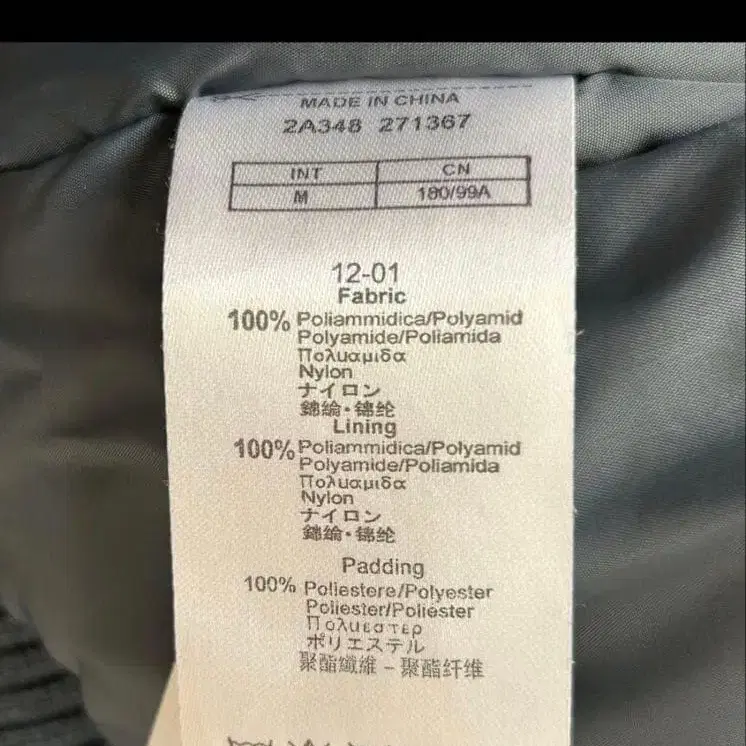 MADE IN CHINA
2A348 271367
INT CN
M 180/99A
12-01
Fabric
100% Poliammidica/Polyamid
Polyamide/Poliamida
Πολυαμιδα
Nylon
ナイロン
錦綸·锦纶
Lining
100% Poliammidica/Polyamid
Polyamide/Poliamida
Πολυαμιδα
Nylon
ナイロン
錦綸·锦纶
Padding
100% Poliestere/Polyester
Poliester/Poliéster
Πολυεστερ
ポリエステル
聚酯纖維 - 聚酯纤维